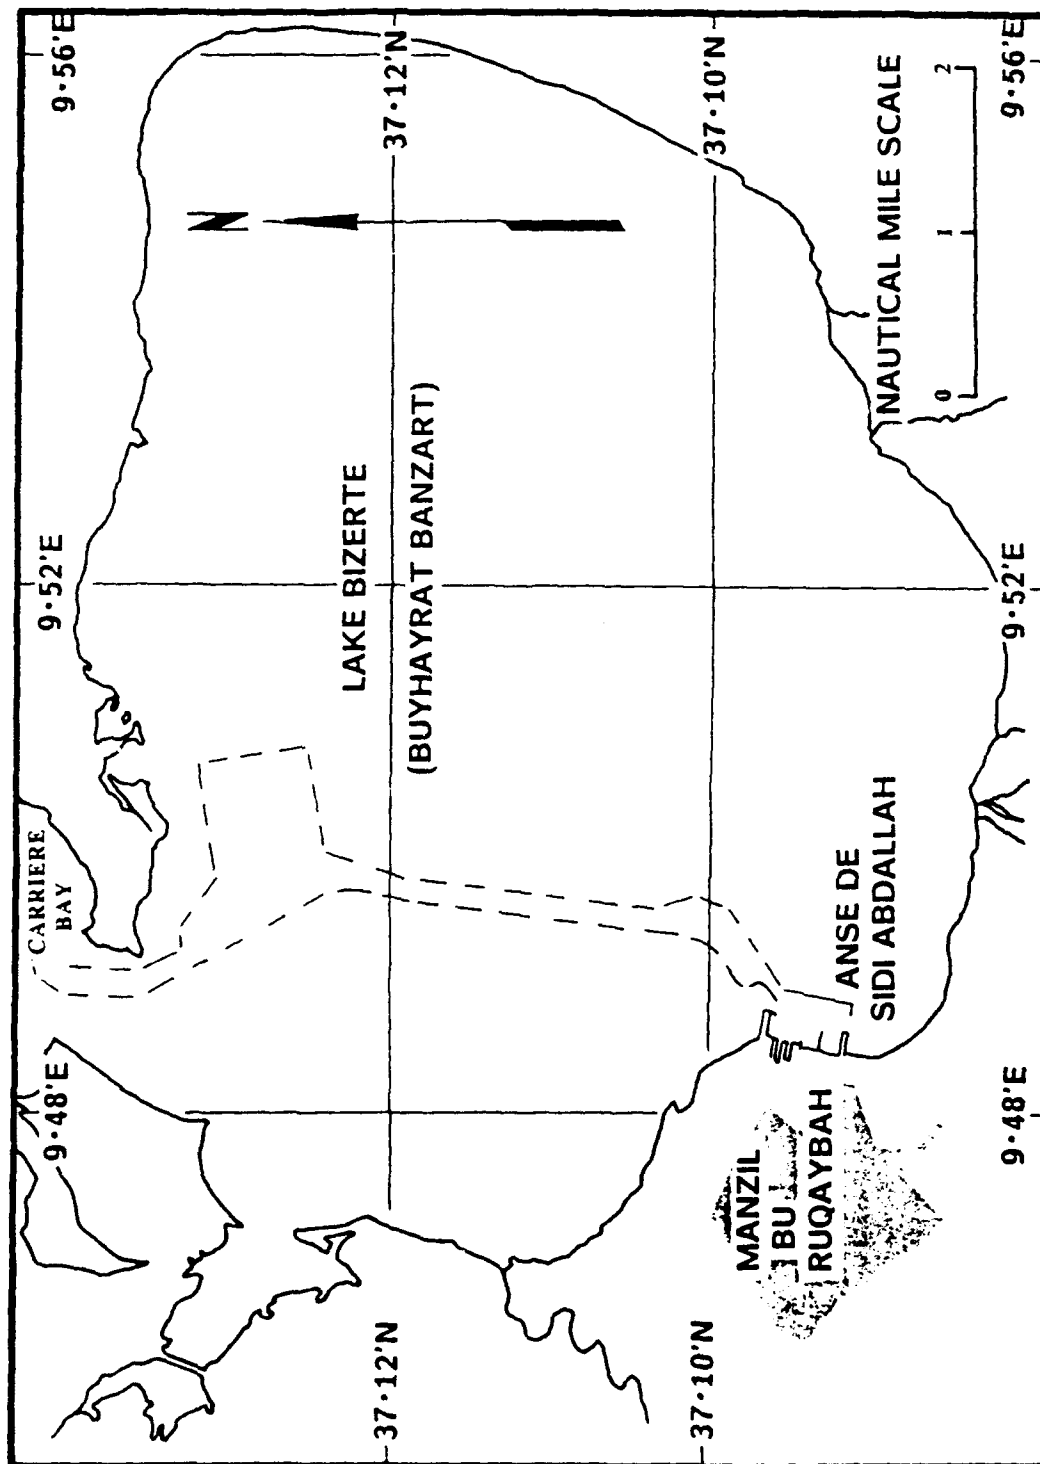 9·48'E
CARRIERE
BAY
9·52'E
9·56'E
N
LAKE BIZERTE
(BUYHAYRAT BANZART)
37·12'N
37·12'N
37·10'N
37·10'N
MANZIL
BU
RUQAYBAH
ANSE DE
SIDI ABDALLAH
NAUTICAL MILE SCALE
0 1 2
9·48'E
9·52'E
9·56'E